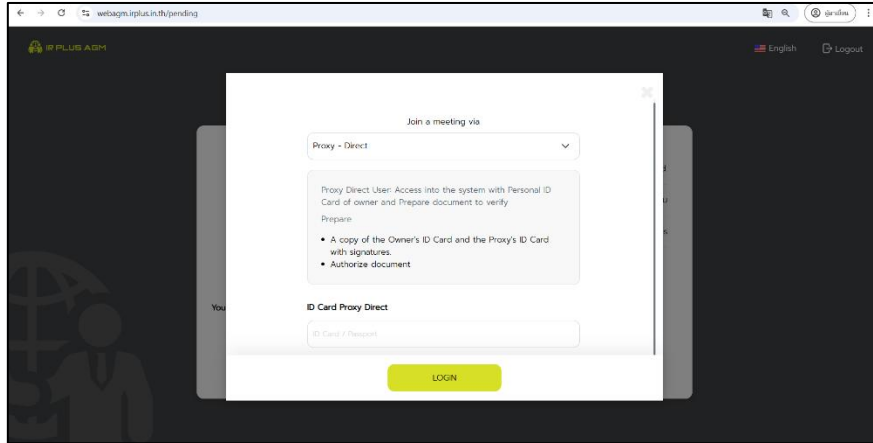 webagm.irplus.in.th/pending
IR PLUS AGM
English
Logout
Join a meeting via
Proxy - Direct
Proxy Direct User: Access into the system with Personal ID
Card of owner and Prepare document to verify
Prepare
• A copy of the Owner's ID Card and the Proxy's ID Card
with signatures.
• Authorize document
You
ID Card Proxy Direct
ID Card / Passport
LOGIN